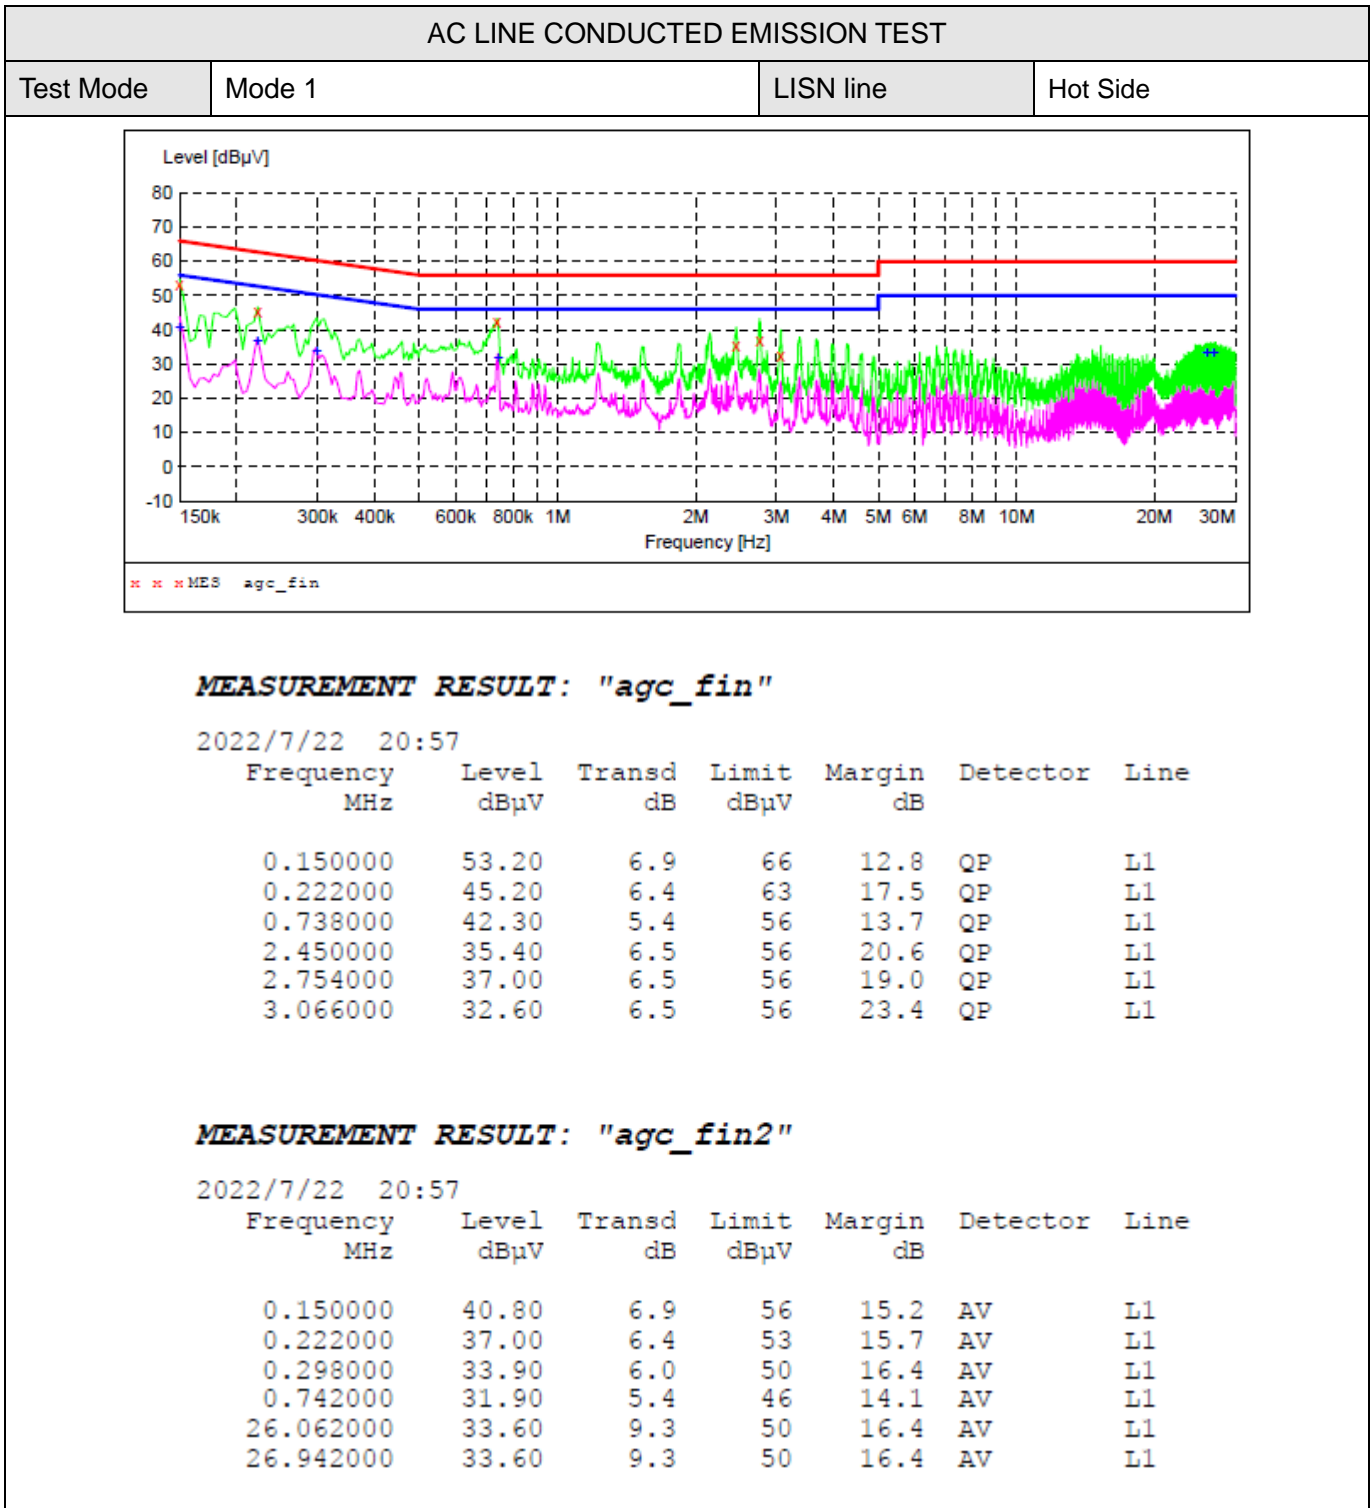 AC LINE CONDUCTED EMISSION TEST
Test Mode Mode 1 LISN line Hot Side
Level [dBµV]
80
70
60
50
40
30
20
10
0
-10
150k 300k 400k 600k 800k 1M 2M 3M 4M 5M 6M 8M 10M 20M 30M
Frequency [Hz]
x x xMES agc_fin
MEASUREMENT RESULT: "agc_fin"
2022/7/22 20:57
Frequency Level Transd Limit Margin Detector Line
MHz dBµV dB dBµV dB
0.150000 53.20 6.9 66 12.8 QP L1
0.222000 45.20 6.4 63 17.5 QP L1
0.738000 42.30 5.4 56 13.7 QP L1
2.450000 35.40 6.5 56 20.6 QP L1
2.754000 37.00 6.5 56 19.0 QP L1
3.066000 32.60 6.5 56 23.4 QP L1
MEASUREMENT RESULT: "agc_fin2"
2022/7/22 20:57
Frequency Level Transd Limit Margin Detector Line
MHz dBµV dB dBµV dB
0.150000 40.80 6.9 56 15.2 AV L1
0.222000 37.00 6.4 53 15.7 AV L1
0.298000 33.90 6.0 50 16.4 AV L1
0.742000 31.90 5.4 46 14.1 AV L1
26.062000 33.60 9.3 50 16.4 AV L1
26.942000 33.60 9.3 50 16.4 AV L1